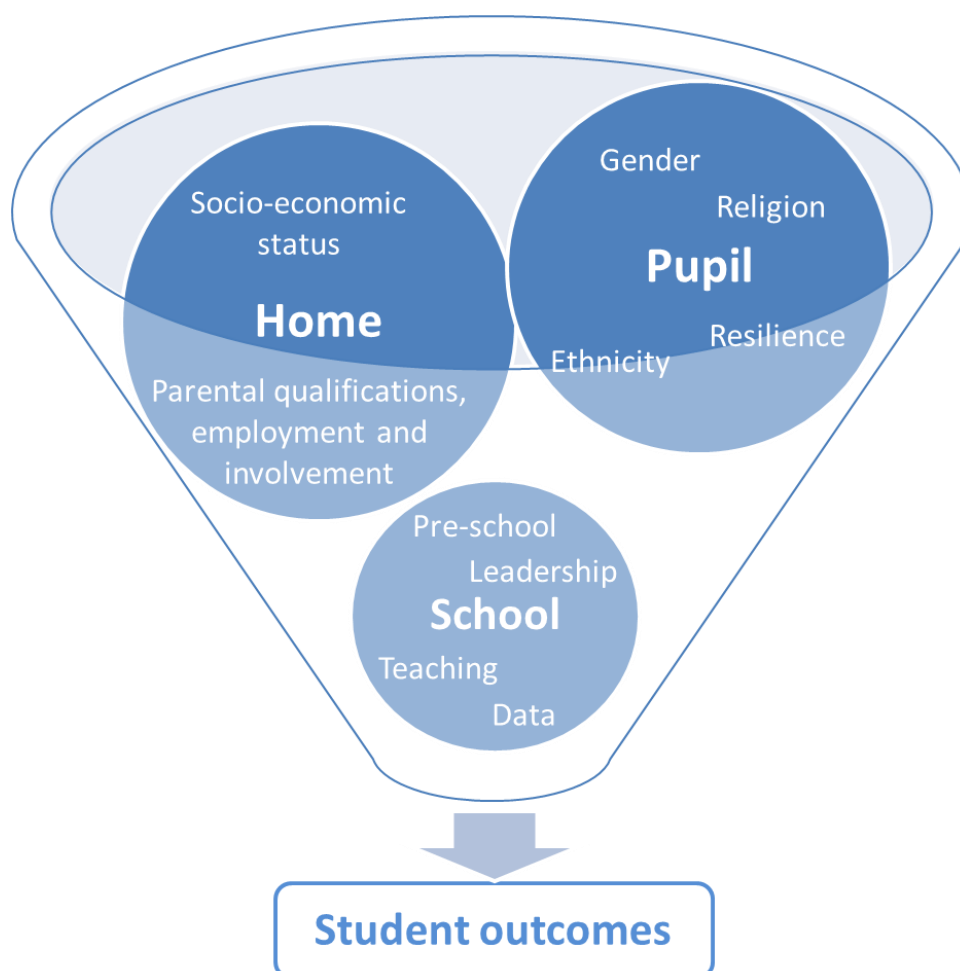 Socio-economic
status
Home
Parental qualifications,
employment and
involvement
Gender
Religion
Pupil
Resilience
Ethnicity
Pre-school
Leadership
School
Teaching
Data
Student outcomes